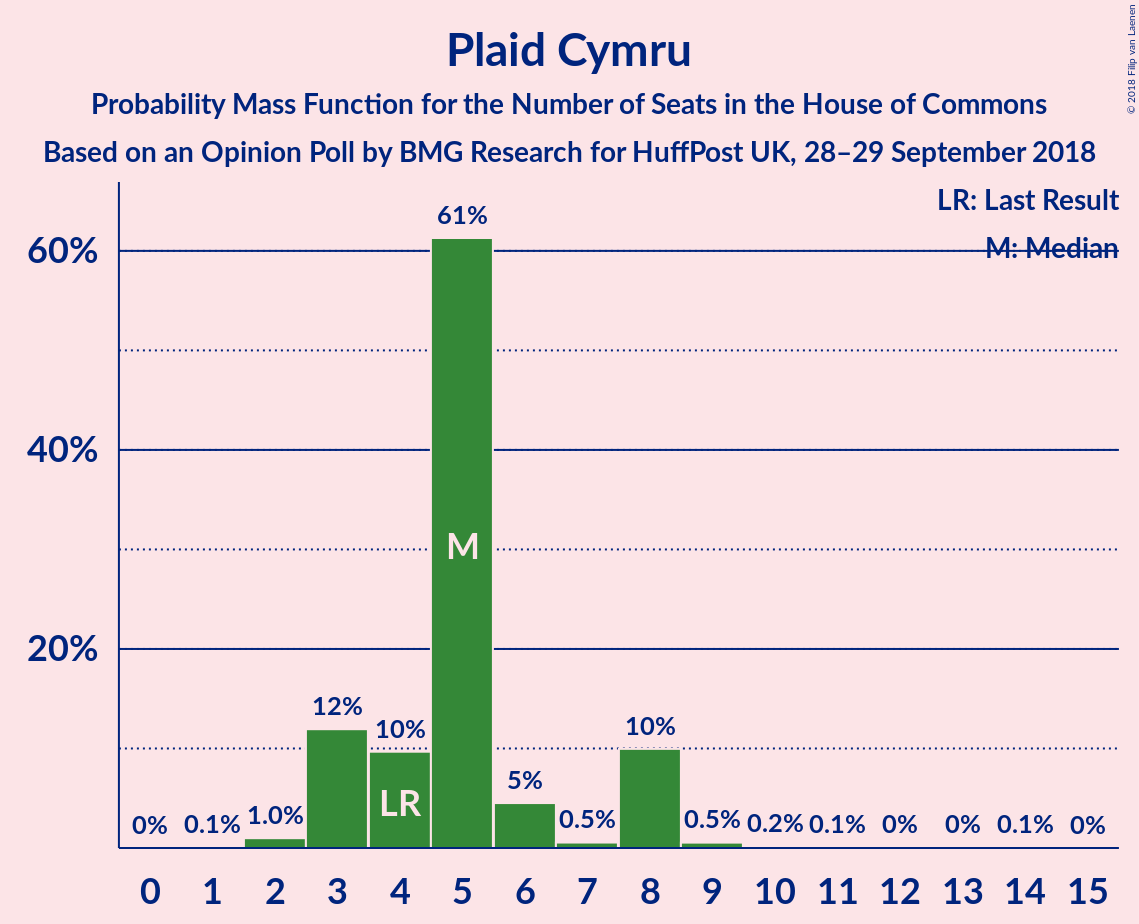 Plaid Cymru
Probability Mass Function for the Number of Seats in the House of Commons
Based on an Opinion Poll by BMG Research for HuffPost UK, 28–29 September 2018
© 2018 Filip van Laenen
LR: Last Result
M: Median
60%
40%
20%
0% 0.1% 1.0% 12% 10% 61% 5% 0.5% 10% 0.5% 0.2% 0.1% 0% 0% 0.1% 0%
M
LR
0 1 2 3 4 5 6 7 8 9 10 11 12 13 14 15